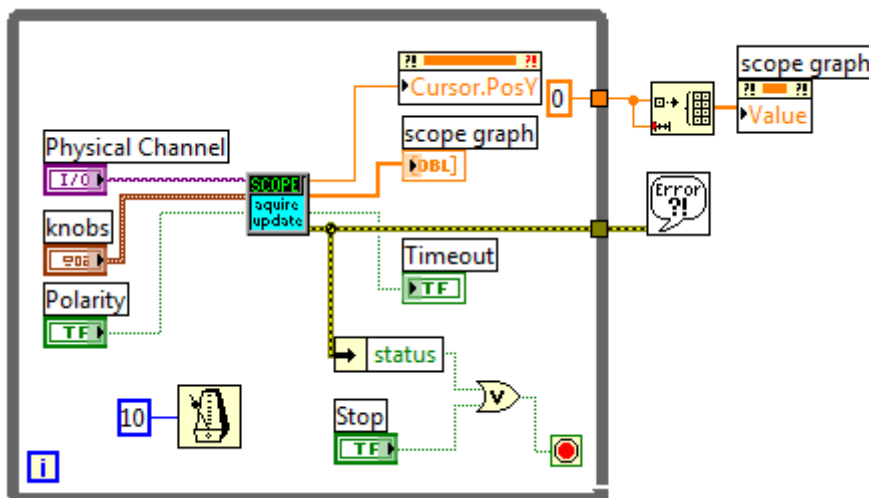 ?! ?!
Cursor.PosY
0
scope graph
?! ?!
Value
scope graph
DBL]
Physical Channel
I/O
SCOPE
aquire
update
Error
?!
knobs
Timeout
TF
Polarity
TF
status
10
Stop
TF
V
i